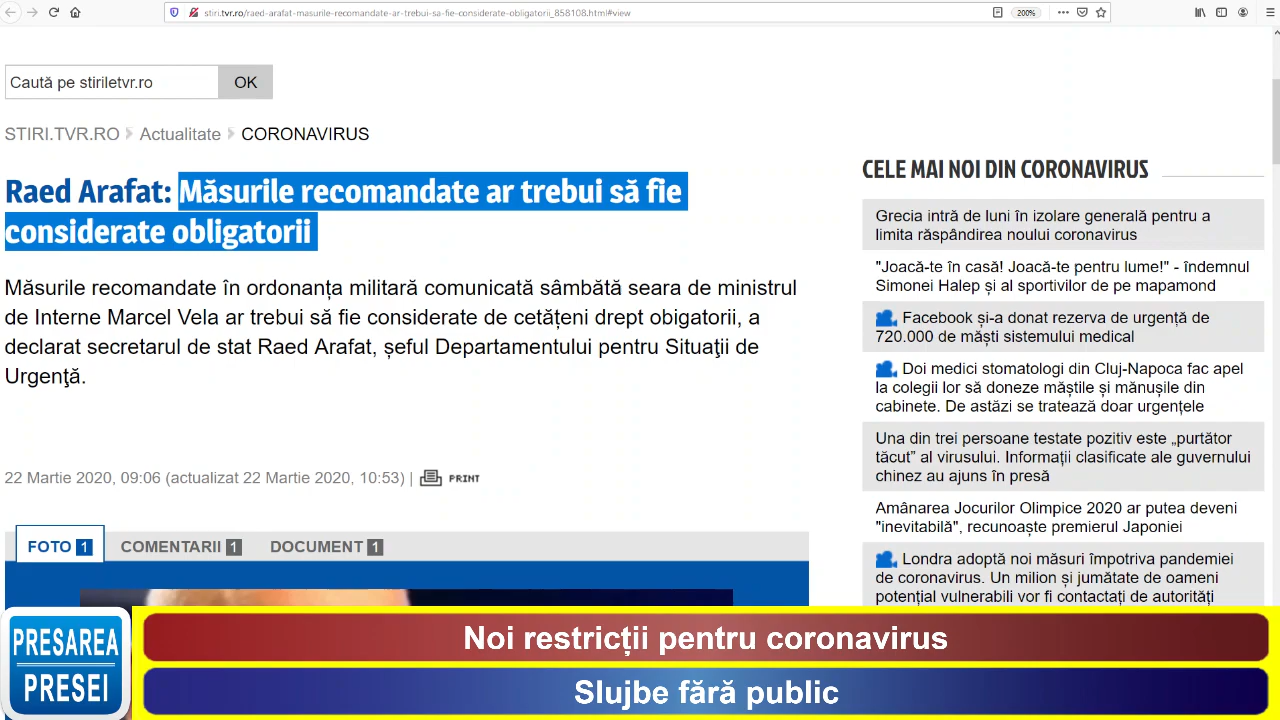 stiri.tvr.ro/raed-arafat-masurile-recomandate-ar-trebui-sa-fie-considerate-obligatorii_858108.html#view
200%
Caută pe stiriletvr.ro
OK
STIRI.TVR.RO Actualitate CORONAVIRUS
Raed Arafat: Măsurile recomandate ar trebui să fie
considerate obligatorii
Măsurile recomandate în ordonanța militară comunicată sâmbătă seara de ministrul
de Interne Marcel Vela ar trebui să fie considerate de cetățeni drept obigatorii, a
declarat secretarul de stat Raed Arafat, șeful Departamentului pentru Situaţii de
Urgenţă.
22 Martie 2020, 09:06 (actualizat 22 Martie 2020, 10:53) | PRINT
FOTO 1 COMENTARII 1 DOCUMENT 1
CELE MAI NOI DIN CORONAVIRUS
Grecia intră de luni în izolare generală pentru a
limita răspândirea noului coronavirus
"Joacă-te în casă! Joacă-te pentru lume!" - îndemnul
Simonei Halep și al sportivilor de pe mapamond
Facebook și-a donat rezerva de urgență de
720.000 de măști sistemului medical
Doi medici stomatologi din Cluj-Napoca fac apel
la colegii lor să doneze măștile și mănușile din
cabinete. De astăzi se tratează doar urgențele
Una din trei persoane testate pozitiv este „purtător
tăcut” al virusului. Informații clasificate ale guvernului
chinez au ajuns în presă
Amânarea Jocurilor Olimpice 2020 ar putea deveni
"inevitabilă", recunoaște premierul Japoniei
Londra adoptă noi măsuri împotriva pandemiei
de coronavirus. Un milion și jumătate de oameni
potențial vulnerabili vor fi contactați de autorități
PRESAREA
PRESEI
Noi restricții pentru coronavirus
Slujbe fără public